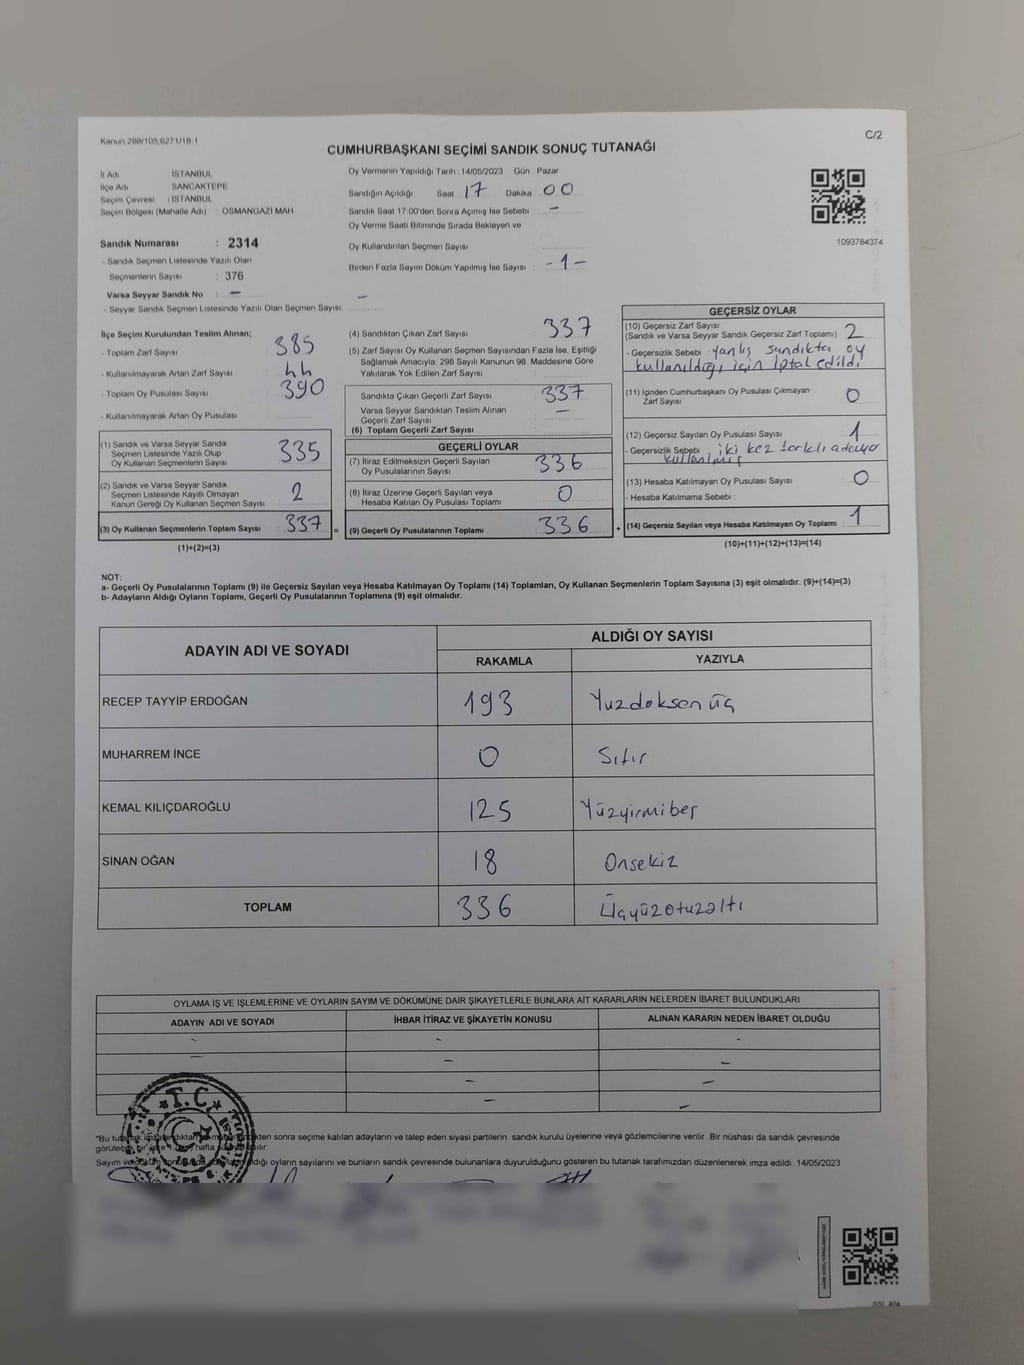 Kanun 298/105,6271/18-1
C/2
CUMHURBAŞKANI SEÇİMİ SANDIK SONUÇ TUTANAĞI
İl Adı : İSTANBUL
İlçe Adı : SANCAKTEPE
Seçim Çevresi : İSTANBUL
Seçim Bölgesi (Mahalle Adı) : OSMANGAZİ MAH.
Sandık Numarası : 2314
- Sandık Seçmen Listesinde Yazılı Olan
Seçmenlerin Sayısı : 376
Varsa Seyyar Sandık No : –
- Seyyar Sandık Seçmen Listesinde Yazılı Olan Seçmen Sayısı: –
Oy Vermenin Yapıldığı Tarih : 14/05/2023 Gün : Pazar
Sandığın Açıldığı Saat 17 Dakika 00
Sandık Saat 17:00'den Sonra Açımış İse Sebebi –
Oy Verme Saati Bitiminde Sırada Bekleyen ve
Oy Kullandırılan Seçmen Sayısı
Birden Fazla Sayım Döküm Yapılmış İse Sayısı : -1-
1093784374
İlçe Seçim Kurulundan Teslim Alınan;
- Toplam Zarf Sayısı : 385
- Kullanılmayarak Artan Zarf Sayısı :
- Toplam Oy Pusulası Sayısı : 390
- Kullanılmayarak Artan Oy Pusulası
(1) Sandık ve Varsa Seyyar Sandık
Seçmen Listesinde Yazılı Olup
Oy Kullanan Seçmenlerin Sayısı 335
(2) Sandık ve Varsa Seyyar Sandık
Seçmen Listesinde Kayıtlı Olmayan
Kanun Gereği Oy Kullanan Seçmen Sayısı 2
(3) Oy Kullanan Seçmenlerin Toplam Sayısı 337 =
(1)+(2)=(3)
(4) Sandıktan Çıkan Zarf Sayısı 337
(5) Zarf Sayısı Oy Kullanan Seçmen Sayısından Fazla İse, Eşitliği
Sağlamak Amacıyla; 298 Sayılı Kanunun 98. Maddesine Göre
Yakılarak Yok Edilen Zarf Sayısı
Sandıkta Çıkan Geçerli Zarf Sayısı 337
Varsa Seyyar Sandıktan Teslim Alınan
Geçerli Zarf Sayısı –
(6) Toplam Geçerli Zarf Sayısı
GEÇERLİ OYLAR
(7) İtiraz Edilmeksizin Geçerli Sayılan
Oy Pusulalarının Sayısı 336
(8) İtiraz Üzerine Geçerli Sayılan veya
Hesaba Katılan Oy Pusulası Toplamı 0
(9) Geçerli Oy Pusulalarının Toplamı 336 +
GEÇERSİZ OYLAR
(10) Geçersiz Zarf Sayısı
(Sandık ve Varsa Seyyar Sandık Geçersiz Zarf Toplamı) 2
- Geçersizlik Sebebi yanlış sandıkta oy
kullanıldığı için iptal edildi
(11) İçinden Cumhurbaşkanı Oy Pusulası Çıkmayan
Zarf Sayısı 0
(12) Geçersiz Sayılan Oy Pusulası Sayısı 1
- Geçersizlik Sebebi iki kez farklı adaya
kullanılmış
(13) Hesaba Katılmayan Oy Pusulası Sayısı 0
- Hesaba Katılmama Sebebi :
(14) Geçersiz Sayılan veya Hesaba Katılmayan Oy Toplamı 1
(10)+(11)+(12)+(13)=(14)
NOT:
a- Geçerli Oy Pusulalarının Toplamı (9) ile Geçersiz Sayılan veya Hesaba Katılmayan Oy Toplamı (14) Toplamları, Oy Kullanan Seçmenlerin Toplam Sayısına (3) eşit olmalıdır. (9)+(14)=(3)
b- Adayların Aldığı Oyların Toplamı, Geçerli Oy Pusulalarının Toplamına (9) eşit olmalıdır.
ADAYIN ADI VE SOYADI
ALDIĞI OY SAYISI
RAKAMLA YAZIYLA
RECEP TAYYİP ERDOĞAN 193 Yuzdoksen üç
MUHARREM İNCE 0 Sıfır
KEMAL KILIÇDAROĞLU 125 Yüzyirmibeş
SİNAN OĞAN 18 Onsekiz
TOPLAM 336 Üçyüzotuzaltı
OYLAMA İŞ VE İŞLEMLERİNE VE OYLARIN SAYIM VE DÖKÜMÜNE DAİR ŞİKAYETLERLE BUNLARA AİT KARARLARIN NELERDEN İBARET BULUNDUKLARI
ADAYIN ADI VE SOYADI İHBAR İTİRAZ VE ŞİKAYETİN KONUSU ALINAN KARARIN NEDEN İBARET OLDUĞU
– – –
– – –
– –
– –
T.C.
"Bu sonra seçime katılan adayların ve talep eden siyasi partilerin sandık kurulu üyelerine veya gözlemcilerine verilir .Bir nüshası da sandık çevresinde
hafta
Sayım ve oyların sayılarını ve bunların sandık çevresinde bulunanlara duyurulduğunu gösteren bu tutanak tarafımızdan düzenlenerek imza edildi. 14/05/2023